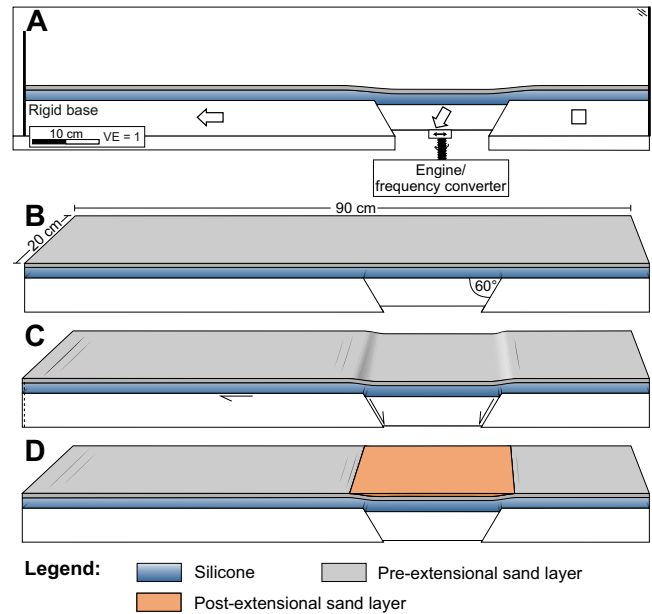 A
Rigid base
10 cm VE = 1
Engine/
frequency converter
B
90 cm
20 cm
60°
C
D
Legend:
Silicone
Pre-extensional sand layer
Post-extensional sand layer